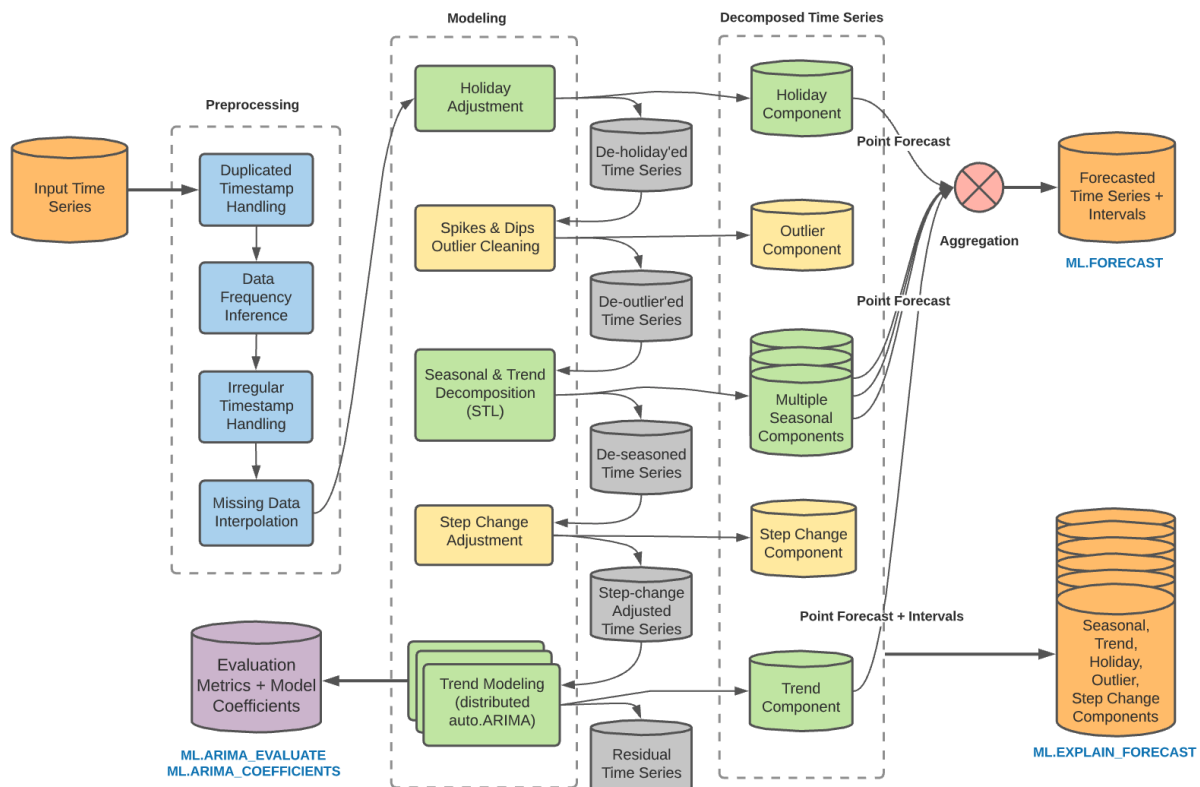 Modeling
Decomposed Time Series
Preprocessing
Input Time
Series
Duplicated
Timestamp
Handling
Data
Frequency
Inference
Irregular
Timestamp
Handling
Missing Data
Interpolation
Holiday
Adjustment
De-holiday'ed
Time Series
Spikes & Dips
Outlier Cleaning
De-outlier'ed
Time Series
Seasonal & Trend
Decomposition
(STL)
De-seasoned
Time Series
Step Change
Adjustment
Step-change
Adjusted
Time Series
Trend Modeling
(distributed
auto.ARIMA)
Residual
Time Series
Holiday
Component
Outlier
Component
Multiple
Seasonal
Components
Step Change
Component
Trend
Component
Point Forecast
Point Forecast
Point Forecast + Intervals
Aggregation
Forecasted
Time Series +
Intervals
ML.FORECAST
Evaluation
Metrics + Model
Coefficients
ML.ARIMA_EVALUATE
ML.ARIMA_COEFFICIENTS
Seasonal,
Trend,
Holiday,
Outlier,
Step Change
Components
ML.EXPLAIN_FORECAST